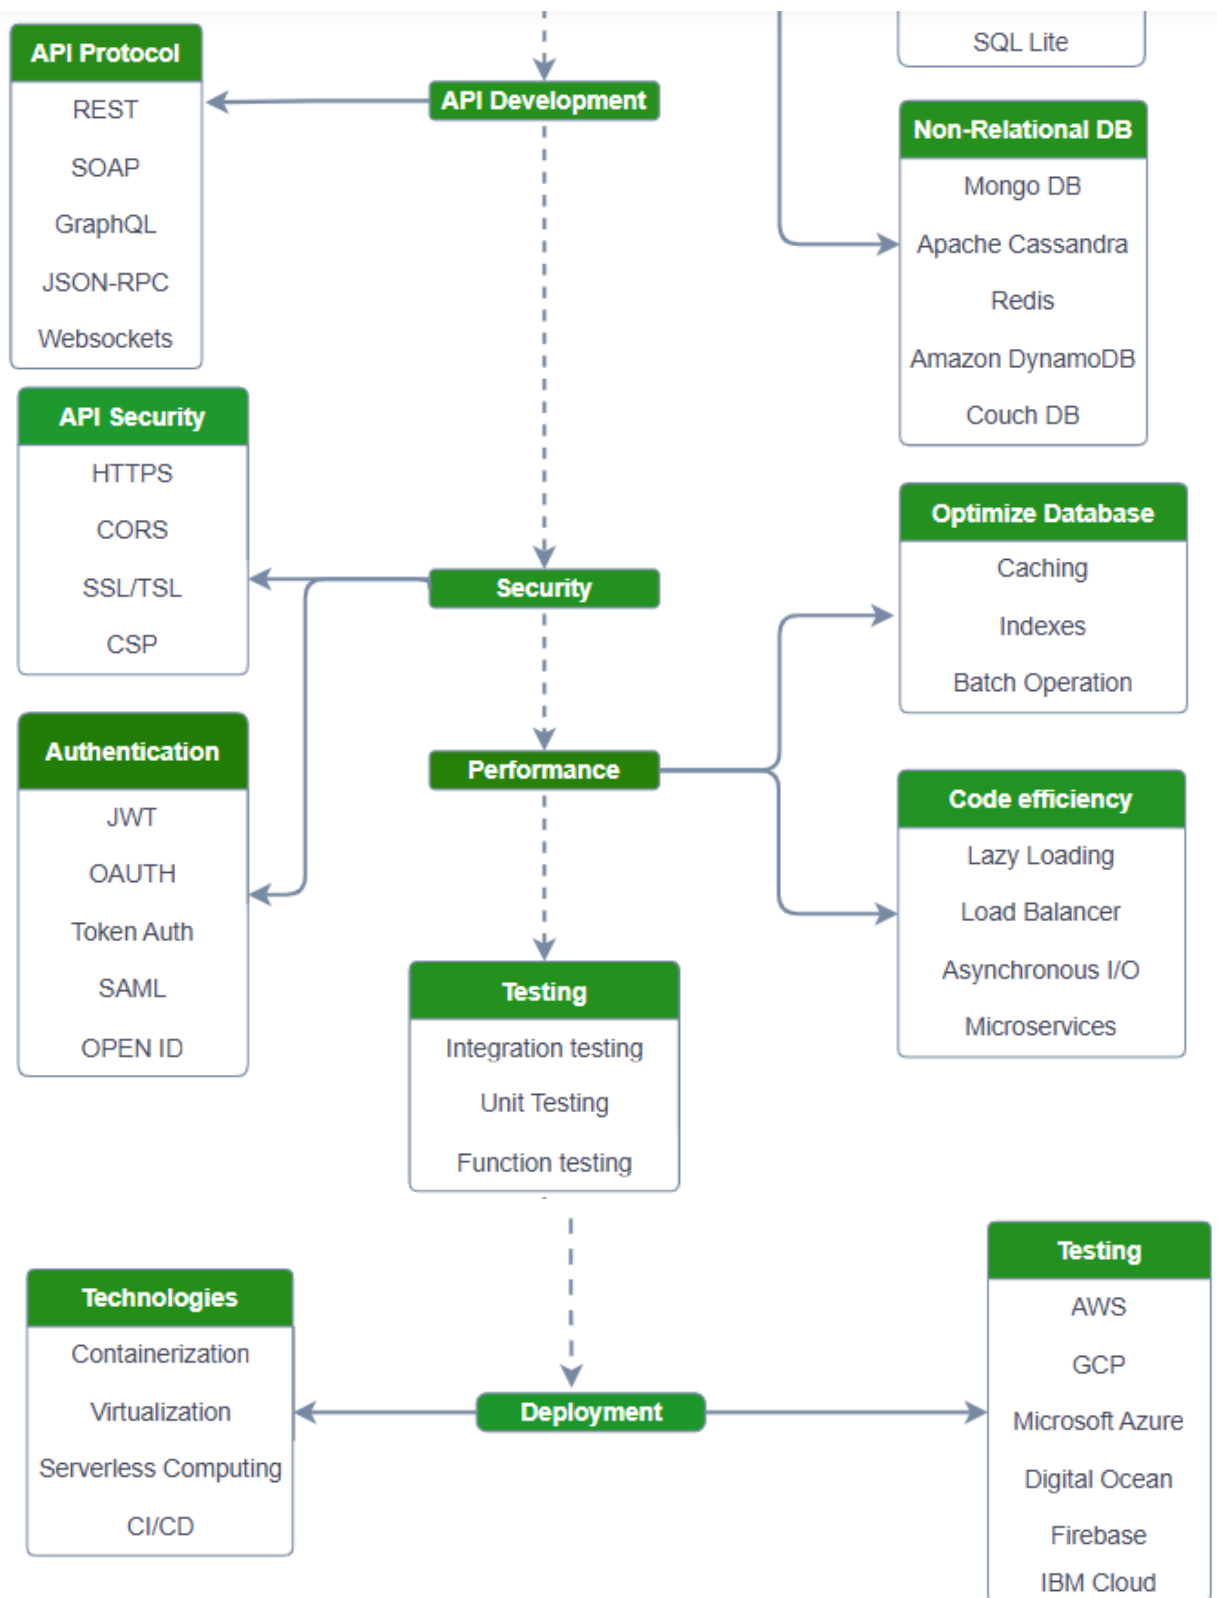 API Protocol
REST
SOAP
GraphQL
JSON-RPC
Websockets
API Development
SQL Lite
Non-Relational DB
Mongo DB
Apache Cassandra
Redis
Amazon DynamoDB
Couch DB
API Security
HTTPS
CORS
SSL/TSL
CSP
Security
Authentication
JWT
OAUTH
Token Auth
SAML
OPEN ID
Performance
Optimize Database
Caching
Indexes
Batch Operation
Code efficiency
Lazy Loading
Load Balancer
Asynchronous I/O
Microservices
Testing
Integration testing
Unit Testing
Function testing
Technologies
Containerization
Virtualization
Serverless Computing
CI/CD
Deployment
Testing
AWS
GCP
Microsoft Azure
Digital Ocean
Firebase
IBM Cloud